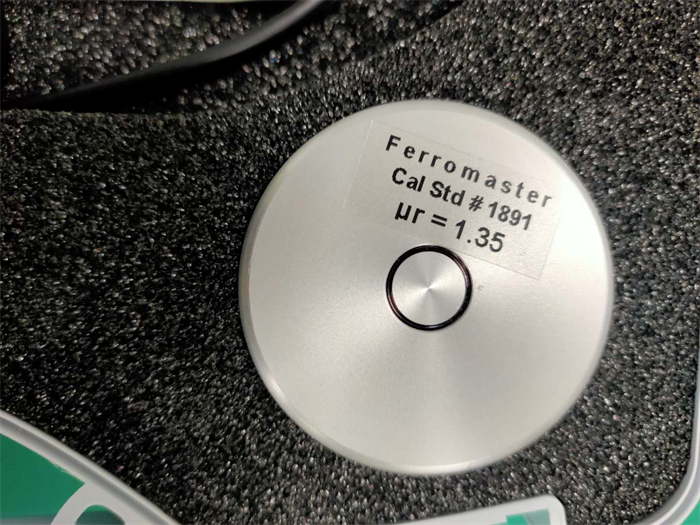 Ferromaster
Cal Std # 1891
µr = 1.35